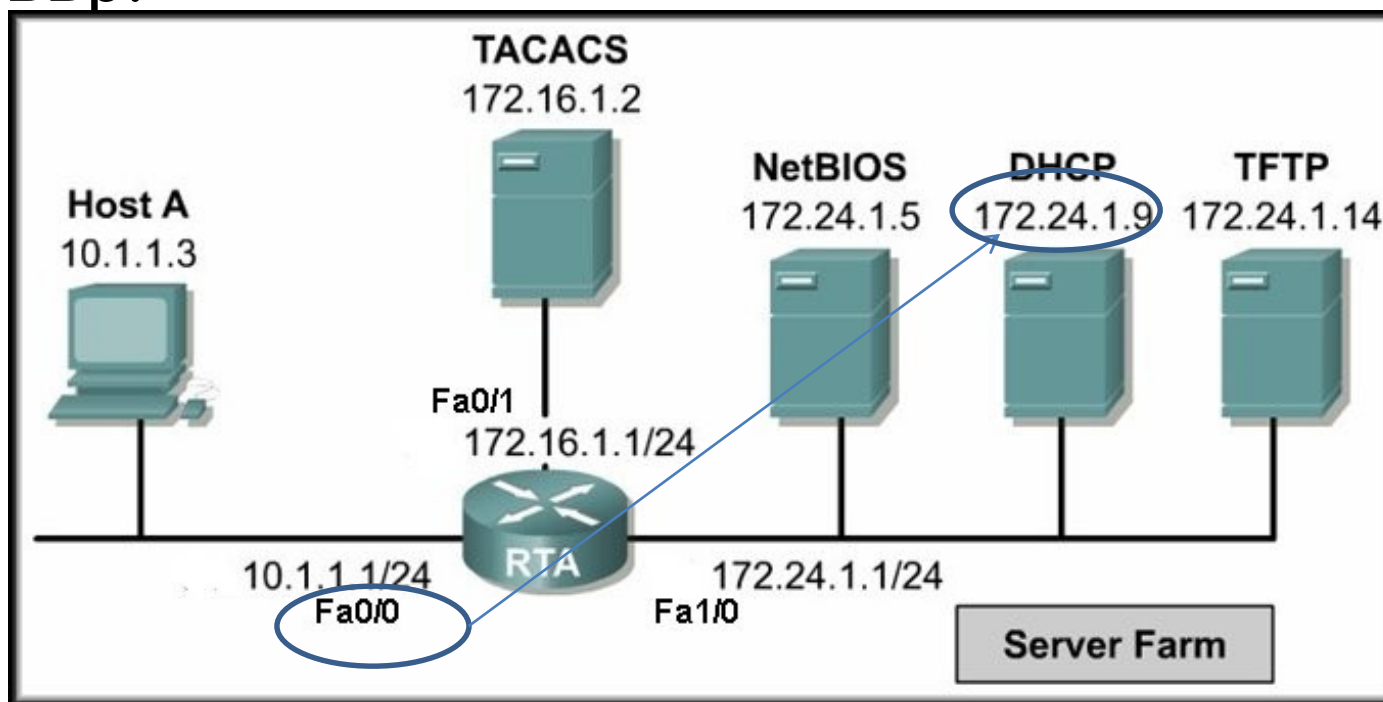 TACACS
172.16.1.2
Host A
10.1.1.3
NetBIOS
172.24.1.5
DHCP
172.24.1.9
TFTP
172.24.1.14
Fa0/1
172.16.1.1/24
RTA
10.1.1.1/24
Fa0/0
172.24.1.1/24
Fa1/0
Server Farm